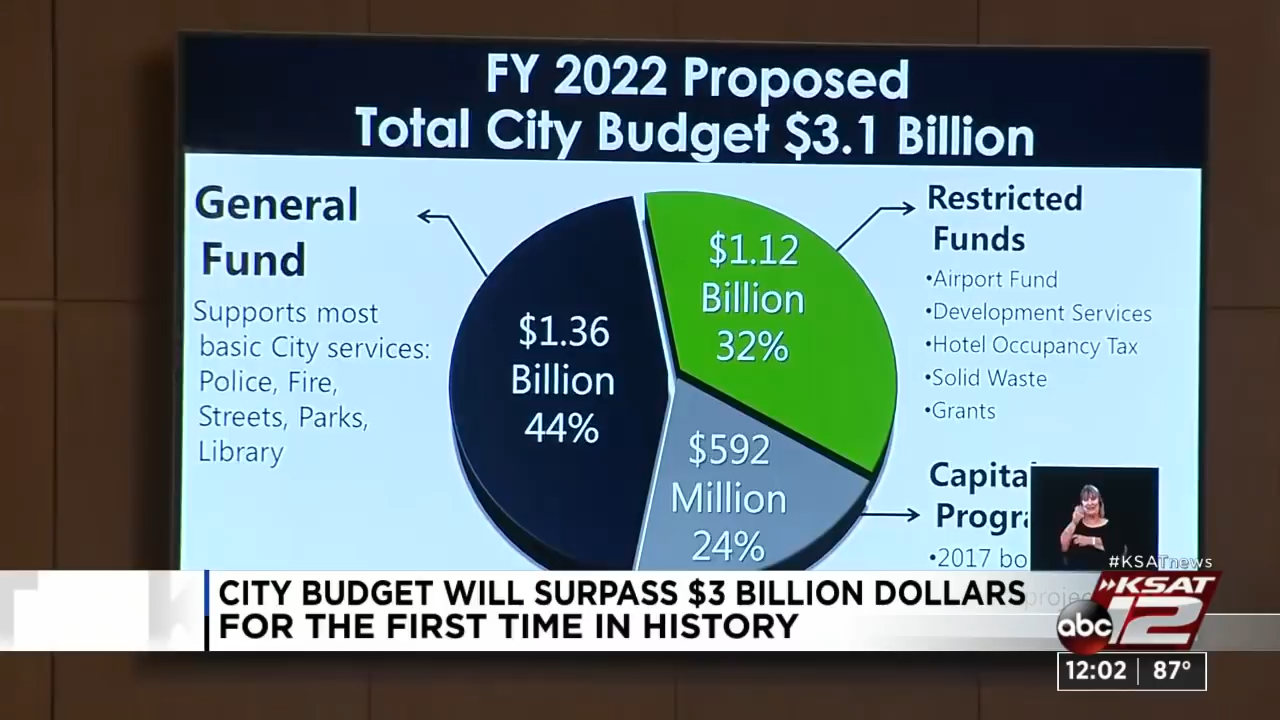 FY 2022 Proposed
Total City Budget $3.1 Billion
General
Fund
Supports most
basic City services:
Police, Fire,
Streets, Parks,
Library
$1.36
Billion
44%
$1.12
Billion
32%
$592
Million
24%
Restricted
Funds
•Airport Fund
•Development Services
•Hotel Occupancy Tax
•Solid Waste
•Grants
Capita
Progra
•2017 bo
projec
#KSATnews
CITY BUDGET WILL SURPASS $3 BILLION DOLLARS
FOR THE FIRST TIME IN HISTORY
KSAT
abc 12
12:02 87°